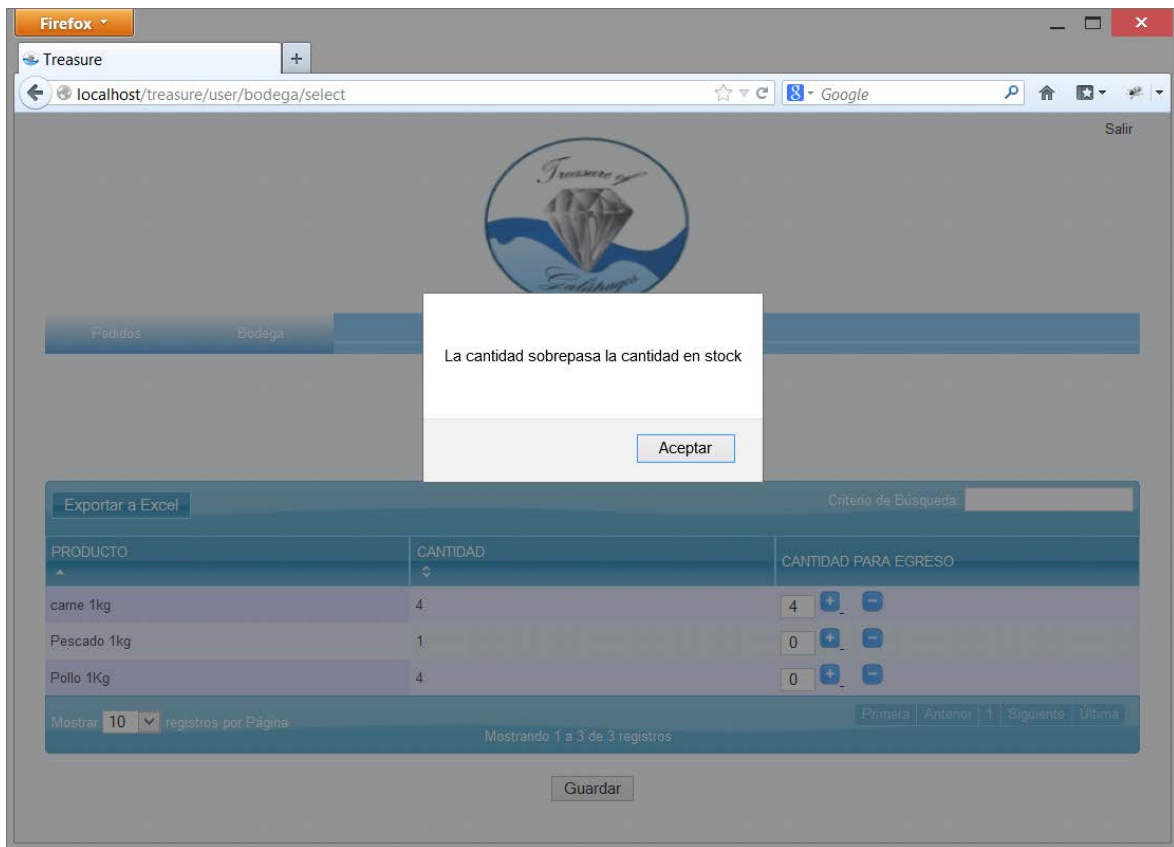 Firefox
Treasure
localhost/treasure/user/bodega/select
Google
Salir
Treasure of
Galápagos
Pedidos Bodega
La cantidad sobrepasa la cantidad en stock
Aceptar
Exportar a Excel Criterio de Búsqueda:
PRODUCTO CANTIDAD CANTIDAD PARA EGRESO
carne 1kg 4 4
Pescado 1kg 1 0
Pollo 1Kg 4 0
Mostrar 10 registros por Página Primera Anterior 1 Siguiente Última
Mostrando 1 a 3 de 3 registros
Guardar